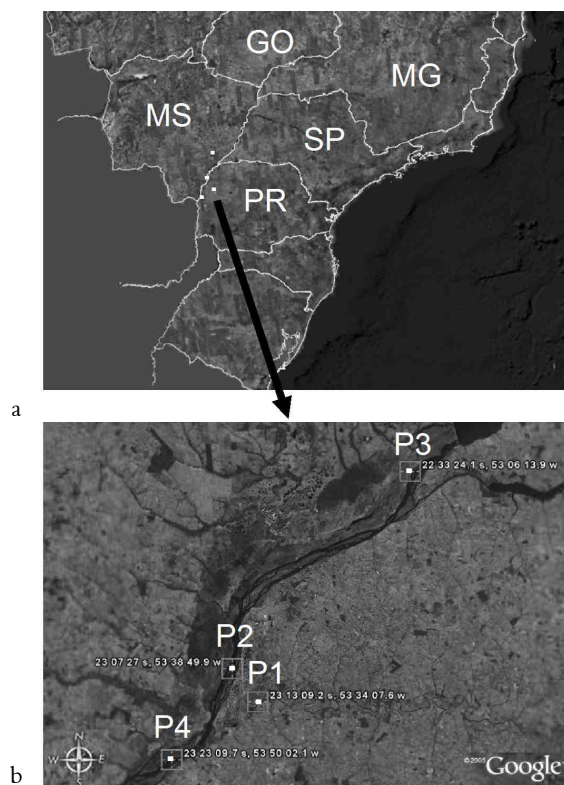 GO
MG
MS
SP
PR
a
P3
22 33 24.1 s, 53 06 13.9 w
P2
23 07 27 s, 53 38 49.9 w
P1
23 13 09.2 s, 53 34 07.6 w
P4
23 23 09.7 s, 53 50 02.1 w
N
W E
S
©2005 Google
b